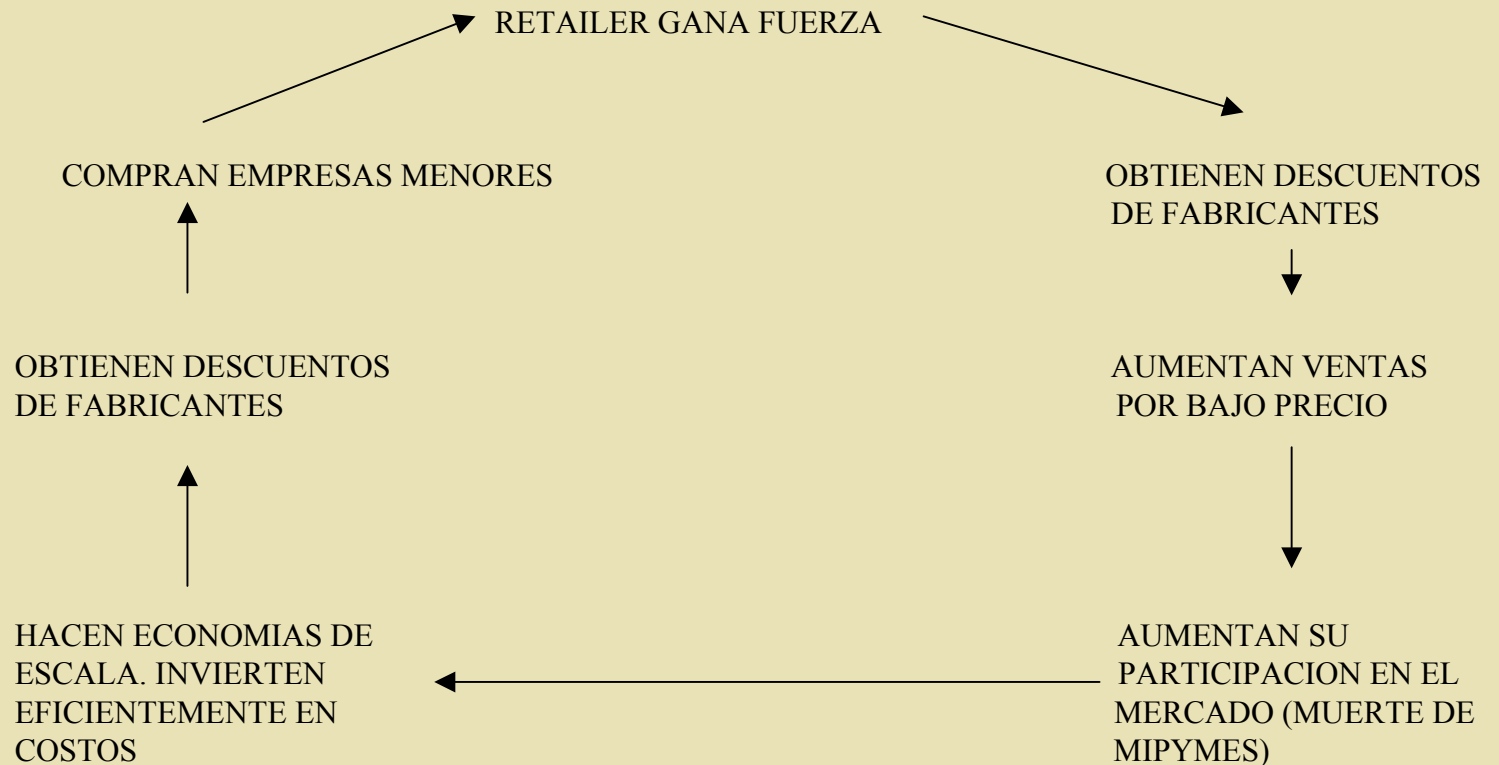 RETAILER GANA FUERZA
OBTIENEN DESCUENTOS
DE FABRICANTES
AUMENTAN VENTAS
POR BAJO PRECIO
AUMENTAN SU
PARTICIPACION EN EL
MERCADO (MUERTE DE
MIPYMES)
HACEN ECONOMIAS DE
ESCALA. INVIERTEN
EFICIENTEMENTE EN
COSTOS
OBTIENEN DESCUENTOS
DE FABRICANTES
COMPRAN EMPRESAS MENORES